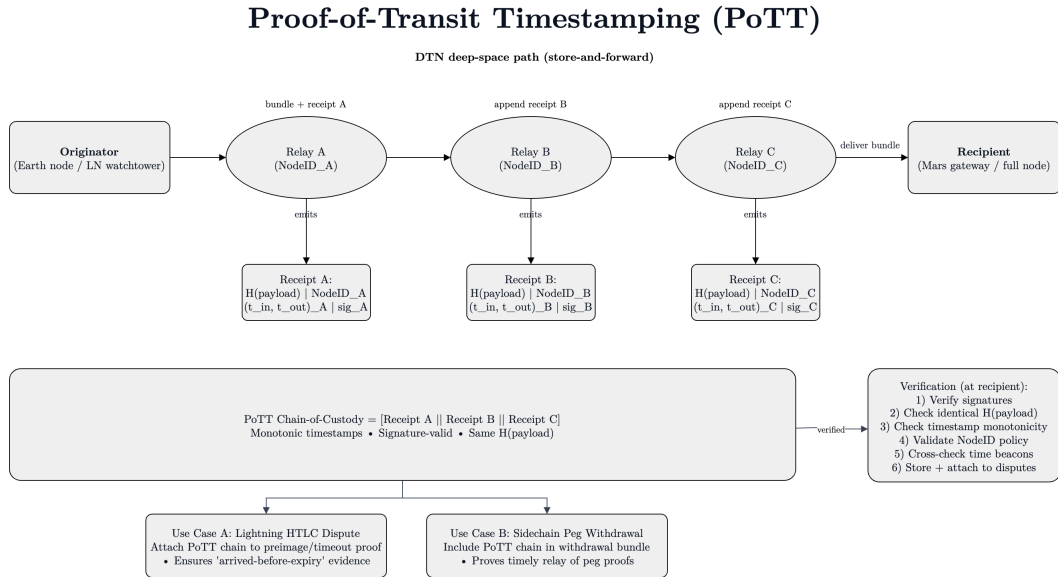 Proof-of-Transit Timestamping (PoTT)
DTN deep-space path (store-and-forward)
bundle + receipt A
append receipt B
append receipt C
Originator
(Earth node / LN watchtower)
Relay A
(NodeID_A)
Relay B
(NodeID_B)
Relay C
(NodeID_C)
deliver bundle
Recipient
(Mars gateway / full node)
emits
emits
emits
Receipt A:
H(payload) | NodeID_A
(t_in, t_out)_A | sig_A
Receipt B:
H(payload) | NodeID_B
(t_in, t_out)_B | sig_B
Receipt C:
H(payload) | NodeID_C
(t_in, t_out)_C | sig_C
PoTT Chain-of-Custody = [Receipt A || Receipt B || Receipt C]
Monotonic timestamps • Signature-valid • Same H(payload)
verified
Verification (at recipient):
1) Verify signatures
2) Check identical H(payload)
3) Check timestamp monotonicity
4) Validate NodeID policy
5) Cross-check time beacons
6) Store + attach to disputes
Use Case A: Lightning HTLC Dispute
Attach PoTT chain to preimage/timeout proof
• Ensures 'arrived-before-expiry' evidence
Use Case B: Sidechain Peg Withdrawal
Include PoTT chain in withdrawal bundle
• Proves timely relay of peg proofs